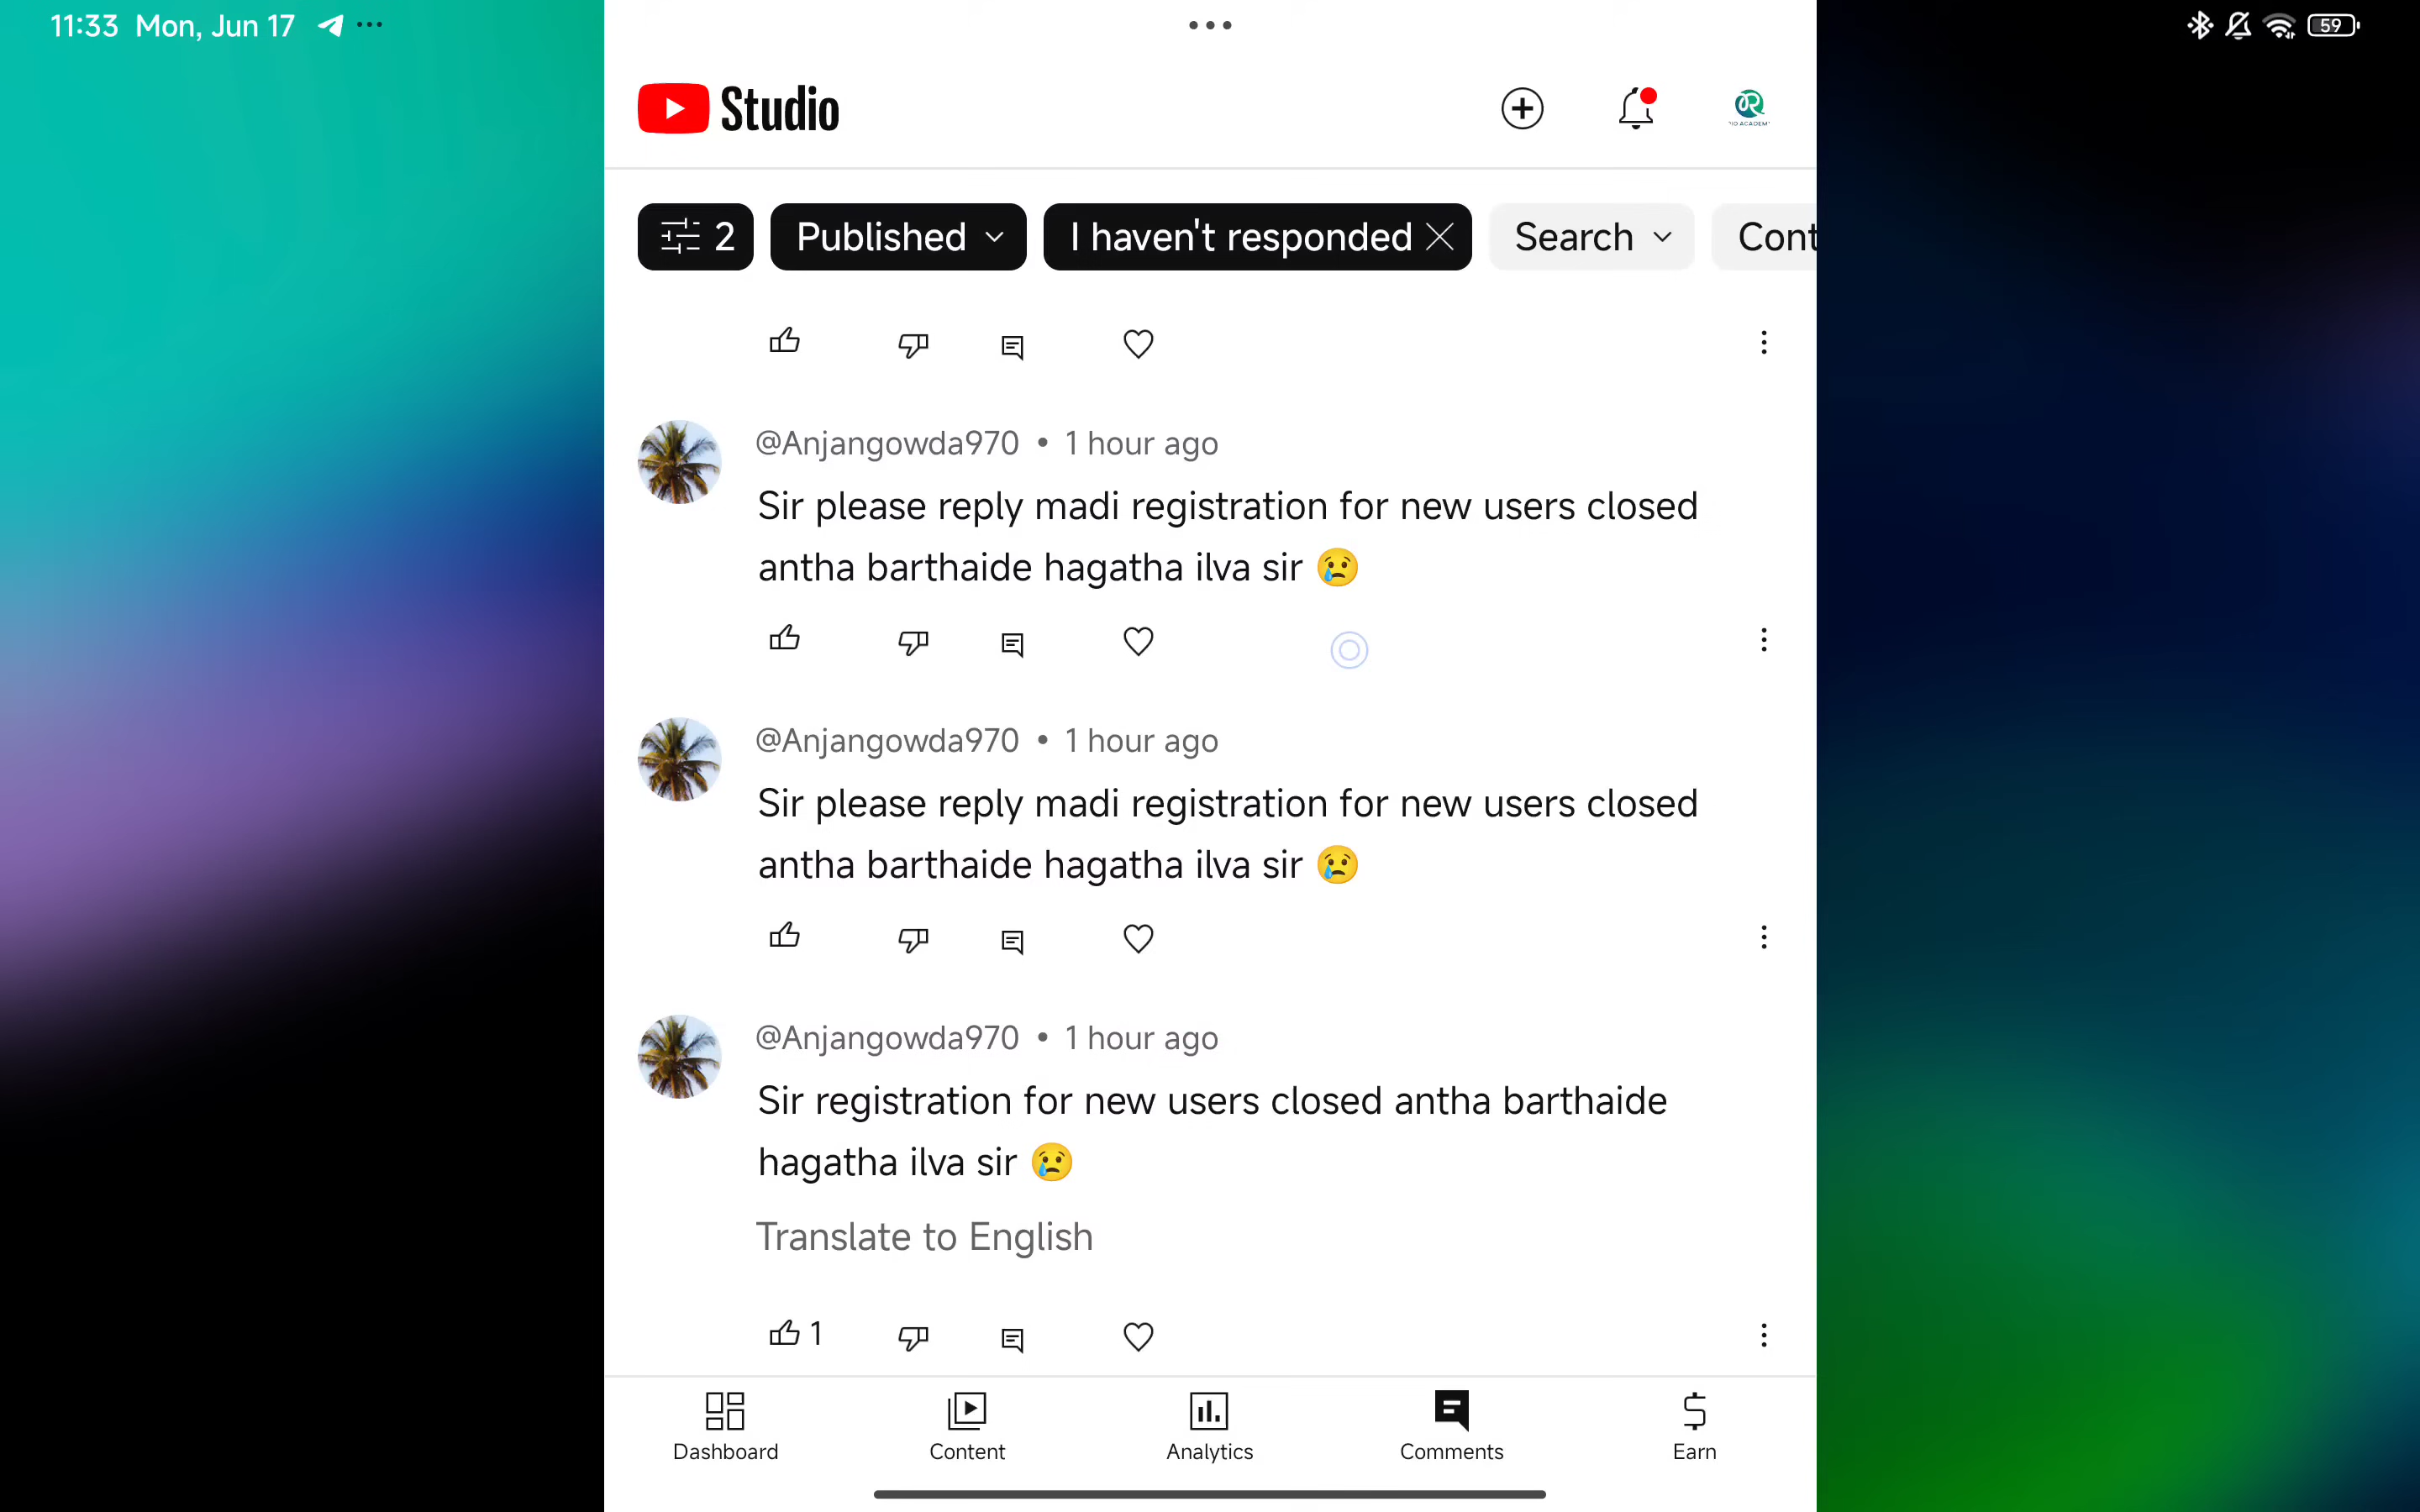 11:33 Mon, Jun 17
59
Studio
2 Published I haven't responded Search Cont
@Anjangowda970 • 1 hour ago
Sir please reply madi registration for new users closed
antha barthaide hagatha ilva sir 😢
@Anjangowda970 • 1 hour ago
Sir please reply madi registration for new users closed
antha barthaide hagatha ilva sir 😢
@Anjangowda970 • 1 hour ago
Sir registration for new users closed antha barthaide
hagatha ilva sir 😢
Translate to English
1
Dashboard Content Analytics Comments Earn